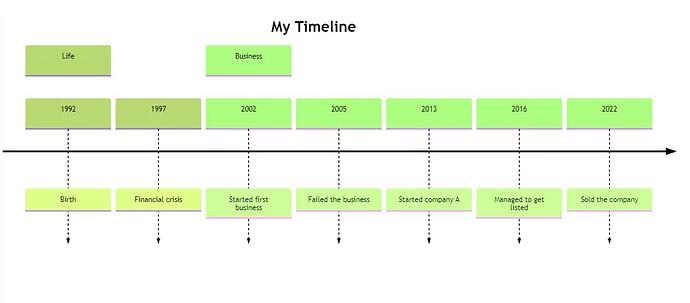 My Timeline
Life
Business
1992
1997
2002
2005
2013
2016
2022
Birth
Financial crisis
Started first
business
Failed the business
Started company A
Managed to get
listed
Sold the company